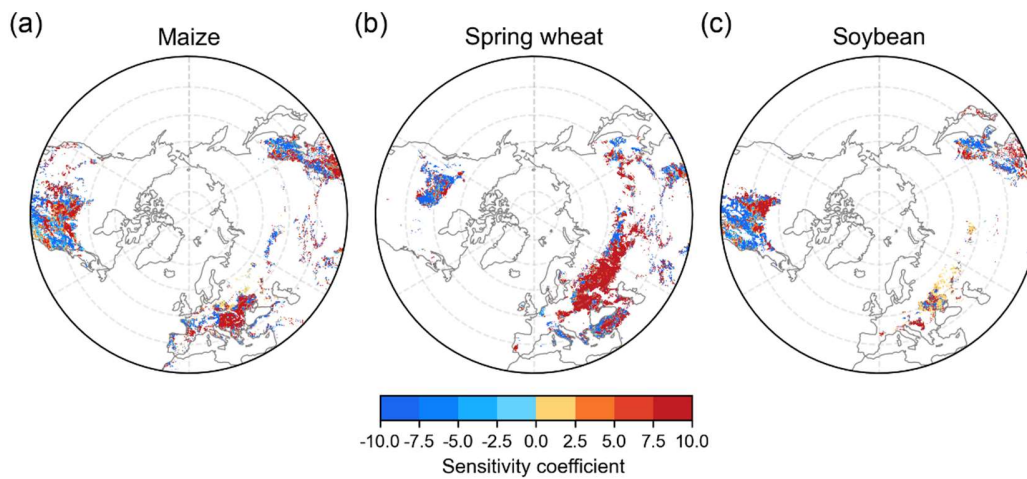 (a)
Maize
(b)
Spring wheat
(c)
Soybean
-10.0 -7.5 -5.0 -2.5 0.0 2.5 5.0 7.5 10.0
Sensitivity coefficient